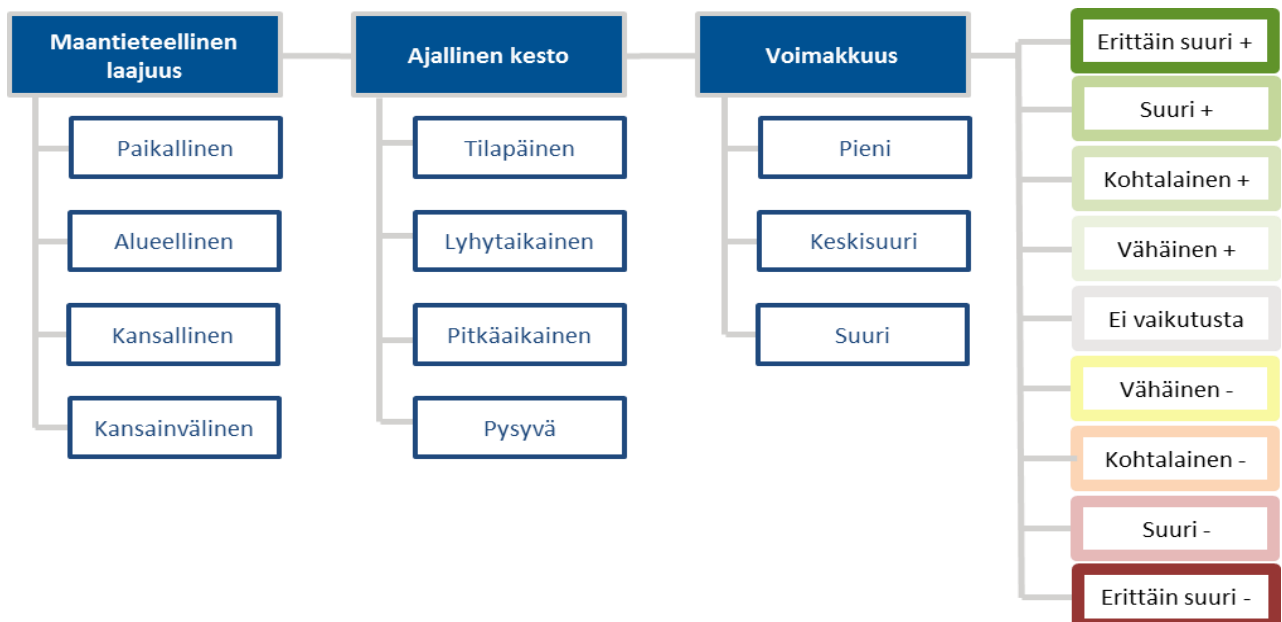 Maantieteellinen
laajuus
Paikallinen
Alueellinen
Kansallinen
Kansainvälinen
Ajallinen kesto
Tilapäinen
Lyhytaikainen
Pitkäaikainen
Pysyvä
Voimakkuus
Pieni
Keskisuuri
Suuri
Erittäin suuri +
Suuri +
Kohtalainen +
Vähäinen +
Ei vaikutusta
Vähäinen -
Kohtalainen -
Suuri -
Erittäin suuri -